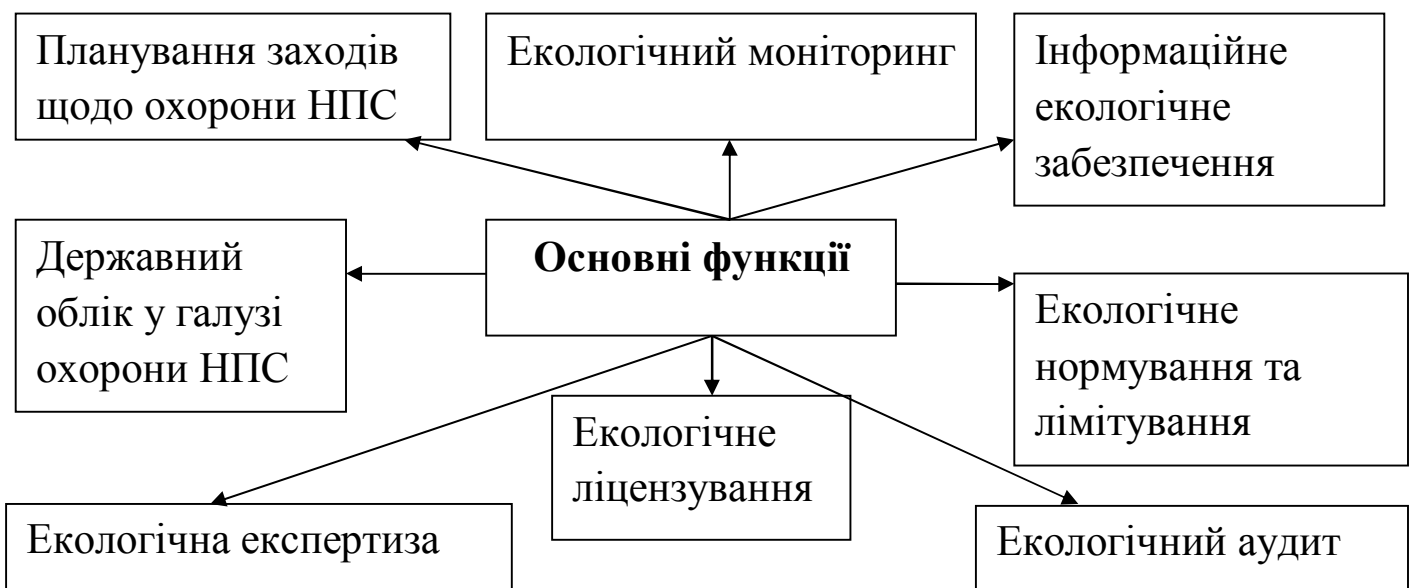 Планування заходів
щодо охорони НПС
Екологічний моніторинг
Інформаційне
екологічне
забезпечення
Державний
облік у галузі
охорони НПС
Основні функції
Екологічне
нормування та
лімітування
Екологічне
ліцензування
Екологічна експертиза
Екологічний аудит